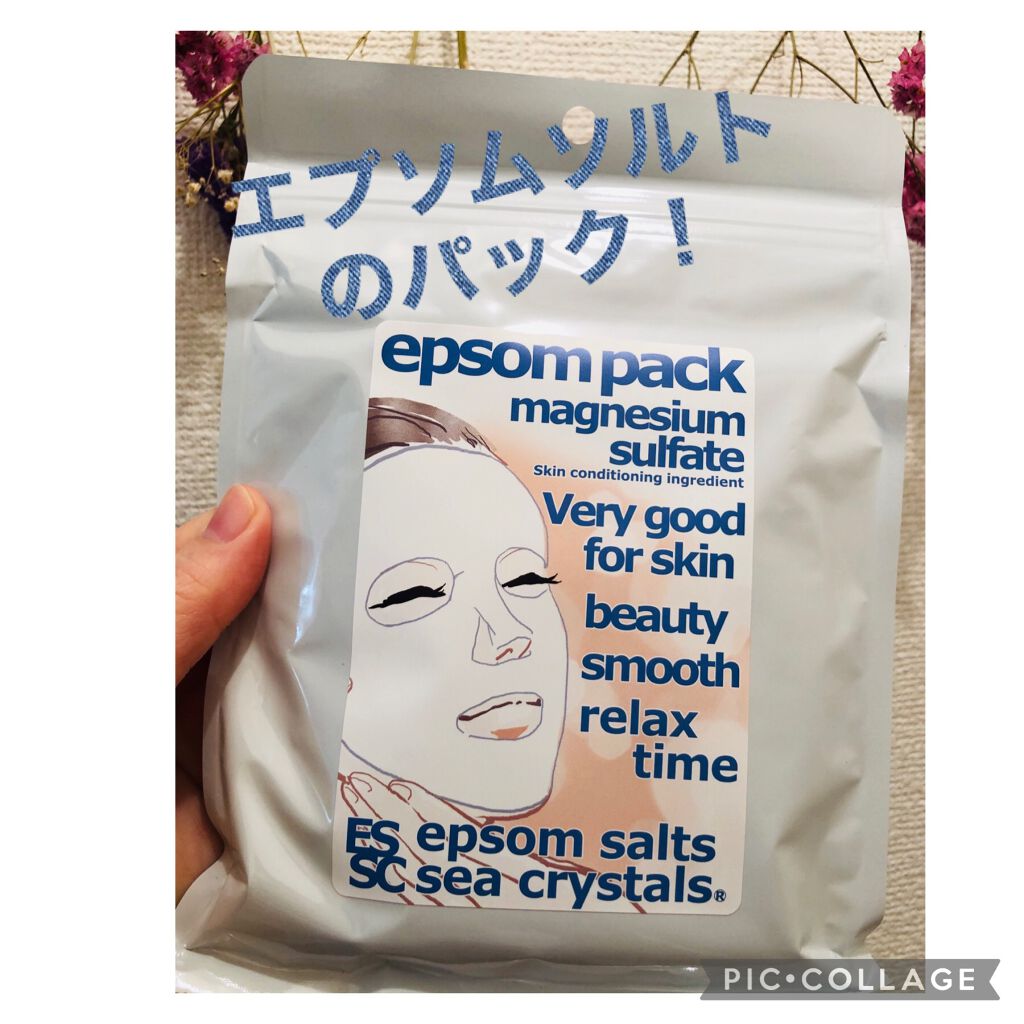 エプソムソルト
のパック！
epsom pack
magnesium
sulfate
Skin conditioning ingredient
Very good
for skin
beauty
smooth
relax
time
ES epsom salts
SC sea crystals®
PIC•COLLAGE